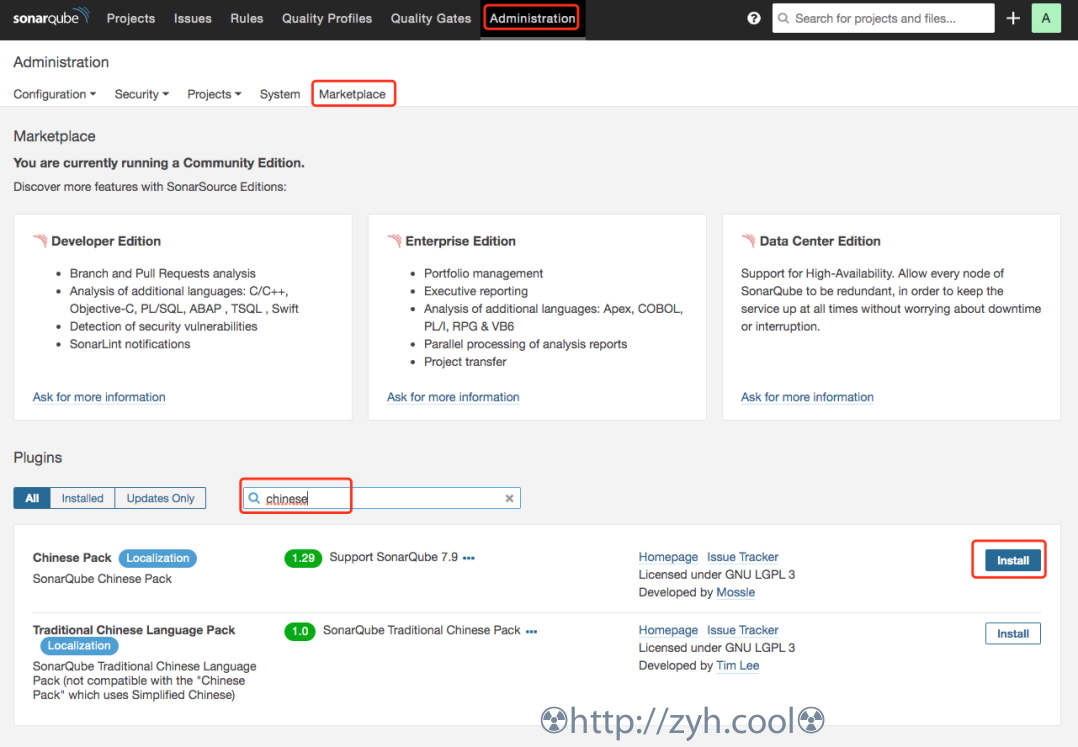 sonarqube Projects Issues Rules Quality Profiles Quality Gates Administration ? Search for projects and files... + A
Administration
Configuration Security Projects System Marketplace
Marketplace
You are currently running a Community Edition.
Discover more features with SonarSource Editions:
Developer Edition
• Branch and Pull Requests analysis
• Analysis of additional languages: C/C++,
Objective-C, PL/SQL, ABAP , TSQL , Swift
• Detection of security vulnerabilities
• SonarLint notifications
Ask for more information
Enterprise Edition
• Portfolio management
• Executive reporting
• Analysis of additional languages: Apex, COBOL,
PL/I, RPG & VB6
• Parallel processing of analysis reports
• Project transfer
Ask for more information
Data Center Edition
Support for High-Availability. Allow every node of
SonarQube to be redundant, in order to keep the
service up at all times without worrying about downtime
or interruption.
Ask for more information
Plugins
All Installed Updates Only chinese ×
Chinese Pack Localization
SonarQube Chinese Pack
1.29 Support SonarQube 7.9 •••
Homepage Issue Tracker
Licensed under GNU LGPL 3
Developed by Mossle
Install
Traditional Chinese Language Pack
Localization
SonarQube Traditional Chinese Language
Pack (not compatible with the "Chinese
Pack" which uses Simplified Chinese)
1.0 SonarQube Traditional Chinese Pack •••
Homepage Issue Tracker
Licensed under GNU LGPL 3
Developed by Tim Lee
Install
☢http://zyh.cool☢